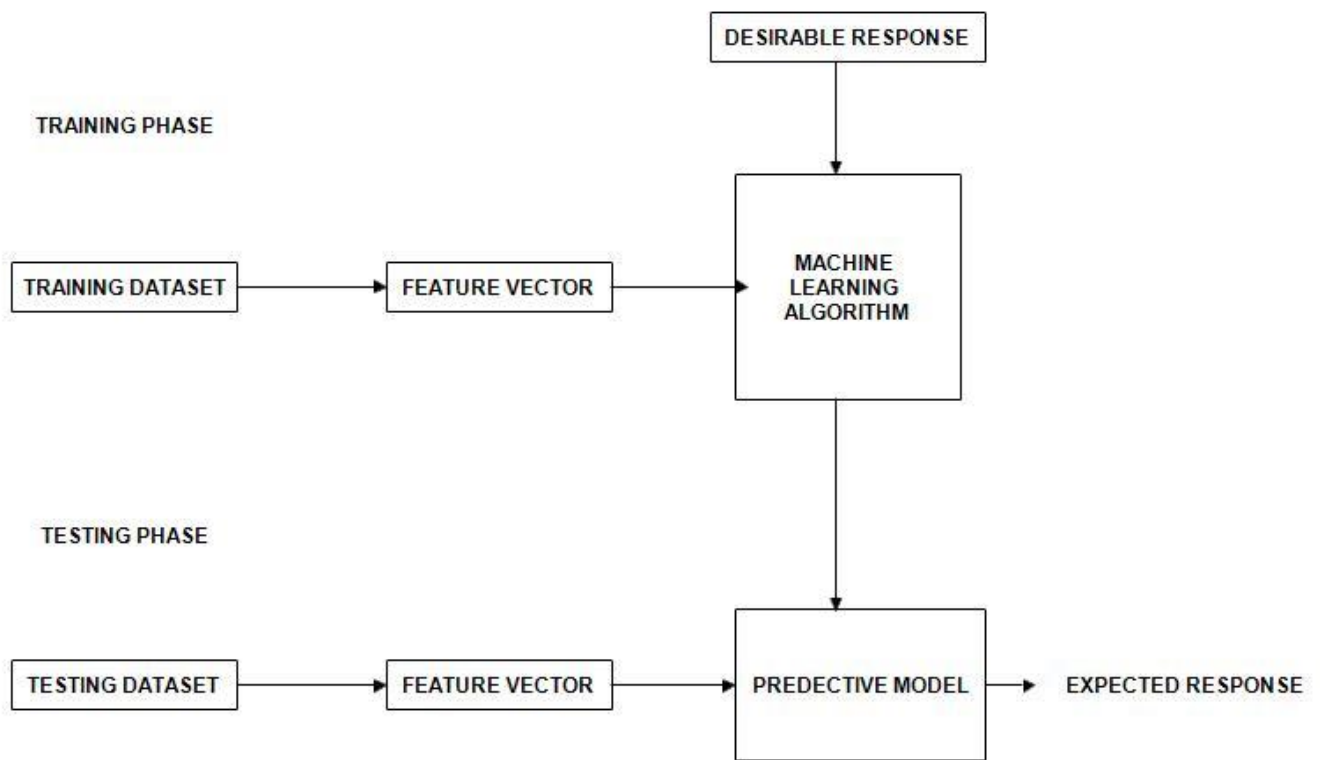 DESIRABLE RESPONSE
TRAINING PHASE
TRAINING DATASET
FEATURE VECTOR
MACHINE
LEARNING
ALGORITHM
TESTING PHASE
TESTING DATASET
FEATURE VECTOR
PREDECTIVE MODEL
EXPECTED RESPONSE